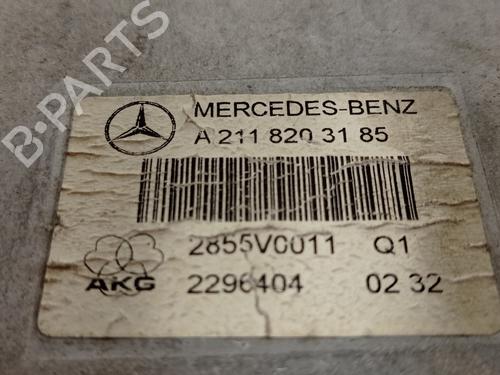 B-PARTS
MERCEDES-BENZ
A 211 820 31 85
2855V0011 Q1
AKG 2296404 02 32